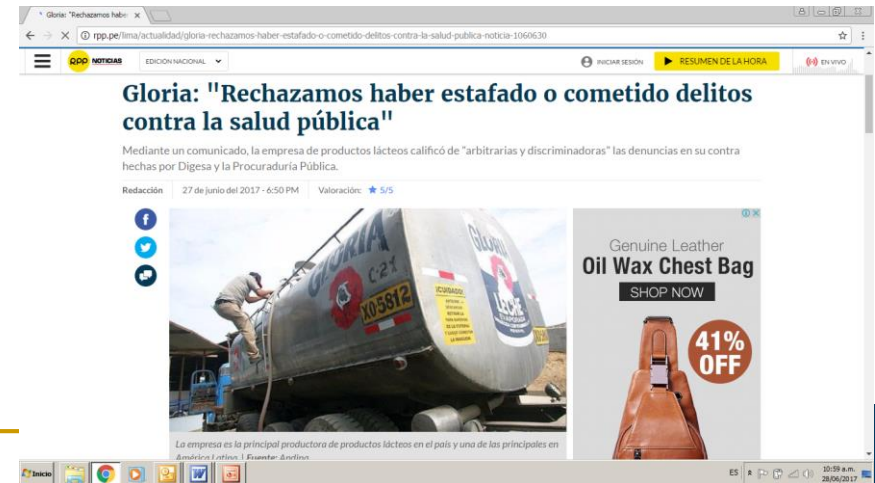 Gloria: "Rechazamos haber
rpp.pe/lima/actualidad/gloria-rechazamos-haber-estafado-o-cometido-delitos-contra-la-salud-publica-noticia-1060630
RPP NOTICIAS EDICIÓN NACIONAL INICIAR SESIÓN RESUMEN DE LA HORA EN VIVO
Gloria: "Rechazamos haber estafado o cometido delitos
contra la salud pública"
Mediante un comunicado, la empresa de productos lácteos calificó de "arbitrarias y discriminadoras" las denuncias en su contra
hechas por Digesa y la Procuraduría Pública.
Redacción 27 de junio del 2017 - 6:50 PM Valoración: 5/5
GLORIA
C-21
XO-5812
¡CUIDADO!
GLORIA
LECHE
Genuine Leather
Oil Wax Chest Bag
SHOP NOW
41%
OFF
La empresa es la principal productora de productos lácteos en el país y una de las principales en
América Latina. | Fuente: Andina
Inicio ES 10:59 a.m.
28/06/2017